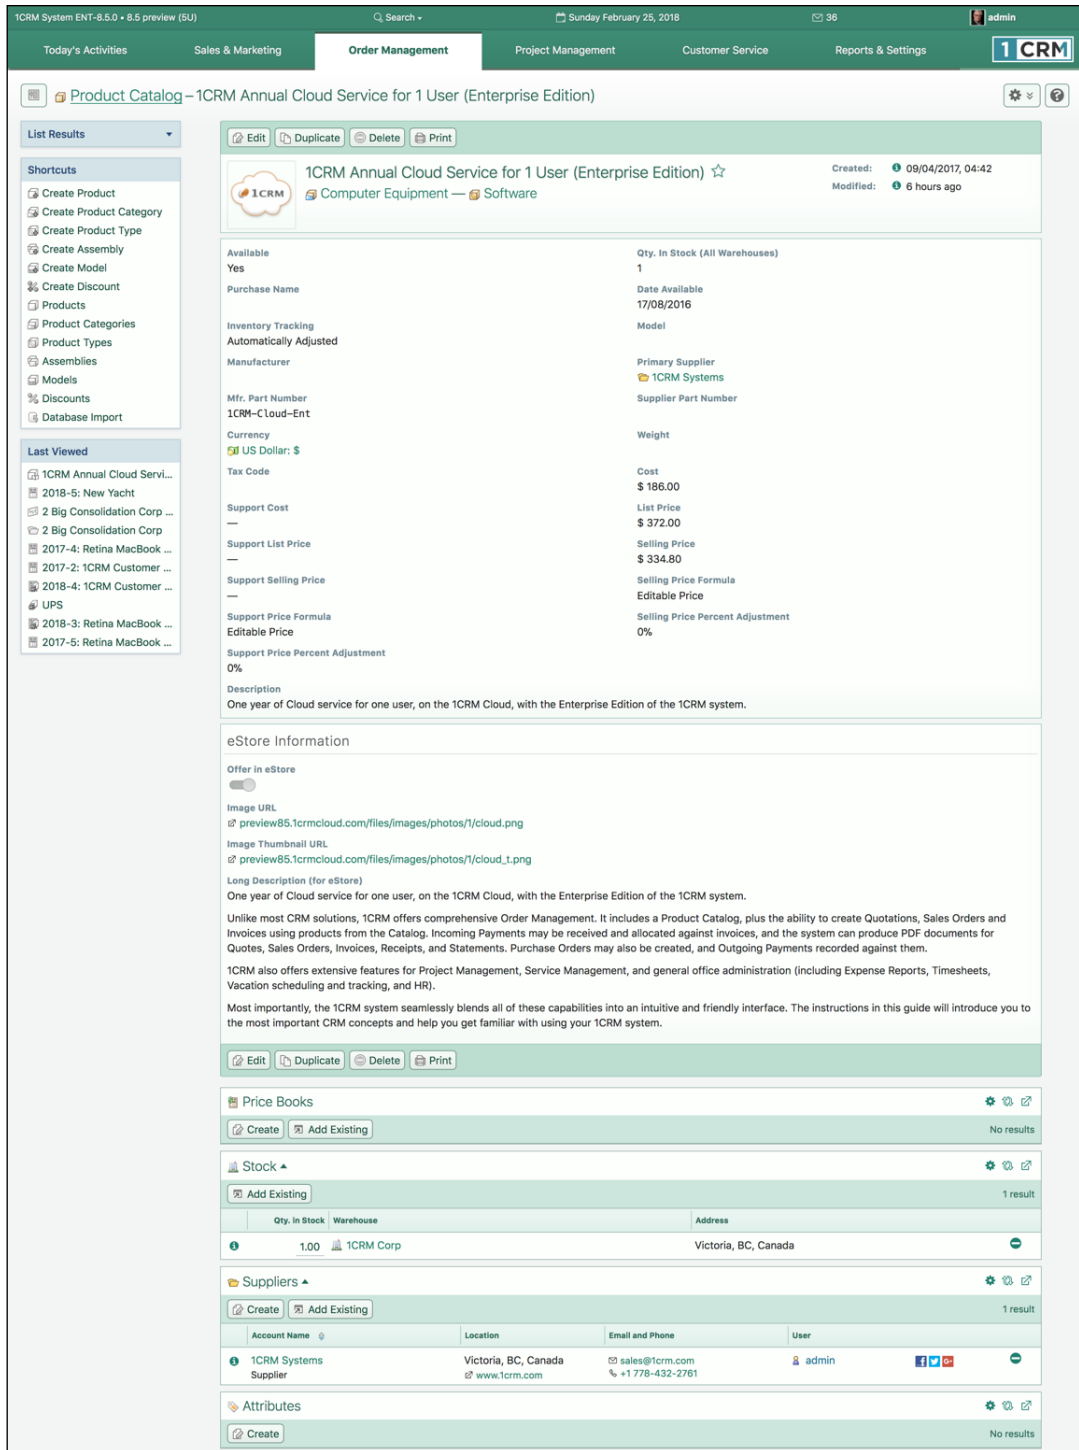 1CRM System ENT-8.5.0 • 8.5 preview (5U)
Search
Sunday February 25, 2018
36
admin
Today's Activities
Sales & Marketing
Order Management
Project Management
Customer Service
Reports & Settings
1 CRM
Product Catalog – 1CRM Annual Cloud Service for 1 User (Enterprise Edition)
List Results
Shortcuts
Create Product
Create Product Category
Create Product Type
Create Assembly
Create Model
Create Discount
Products
Product Categories
Product Types
Assemblies
Models
Discounts
Database Import
Last Viewed
1CRM Annual Cloud Servi...
2018-5: New Yacht
2 Big Consolidation Corp ...
2 Big Consolidation Corp
2017-4: Retina MacBook ...
2017-2: 1CRM Customer ...
2018-4: 1CRM Customer ...
UPS
2018-3: Retina MacBook ...
2017-5: Retina MacBook ...
Edit Duplicate Delete Print
1CRM
1CRM Annual Cloud Service for 1 User (Enterprise Edition)
Computer Equipment — Software
Created: 09/04/2017, 04:42
Modified: 6 hours ago
Available
Yes
Qty. In Stock (All Warehouses)
1
Purchase Name
Date Available
17/08/2016
Inventory Tracking
Automatically Adjusted
Model
Manufacturer
Primary Supplier
1CRM Systems
Mfr. Part Number
1CRM-Cloud-Ent
Supplier Part Number
Currency
US Dollar: $
Weight
Tax Code
Cost
$ 186.00
Support Cost
—
List Price
$ 372.00
Support List Price
—
Selling Price
$ 334.80
Support Selling Price
—
Selling Price Formula
Editable Price
Support Price Formula
Editable Price
Selling Price Percent Adjustment
0%
Support Price Percent Adjustment
0%
Description
One year of Cloud service for one user, on the 1CRM Cloud, with the Enterprise Edition of the 1CRM system.
eStore Information
Offer in eStore
Image URL
preview85.1crmcloud.com/files/images/photos/1/cloud.png
Image Thumbnail URL
preview85.1crmcloud.com/files/images/photos/1/cloud_t.png
Long Description (for eStore)
One year of Cloud service for one user, on the 1CRM Cloud, with the Enterprise Edition of the 1CRM system.
Unlike most CRM solutions, 1CRM offers comprehensive Order Management. It includes a Product Catalog, plus the ability to create Quotations, Sales Orders and
Invoices using products from the Catalog. Incoming Payments may be received and allocated against invoices, and the system can produce PDF documents for
Quotes, Sales Orders, Invoices, Receipts, and Statements. Purchase Orders may also be created, and Outgoing Payments recorded against them.
1CRM also offers extensive features for Project Management, Service Management, and general office administration (including Expense Reports, Timesheets,
Vacation scheduling and tracking, and HR).
Most importantly, the 1CRM system seamlessly blends all of these capabilities into an intuitive and friendly interface. The instructions in this guide will introduce you to
the most important CRM concepts and help you get familiar with using your 1CRM system.
Edit Duplicate Delete Print
Price Books
Create Add Existing No results
Stock
Add Existing 1 result
Qty. in Stock Warehouse Address
1.00 1CRM Corp Victoria, BC, Canada
Suppliers
Create Add Existing 1 result
Account Name Location Email and Phone User
1CRM Systems Victoria, BC, Canada sales@1crm.com admin
Supplier www.1crm.com +1 778-432-2761
Attributes
Create No results